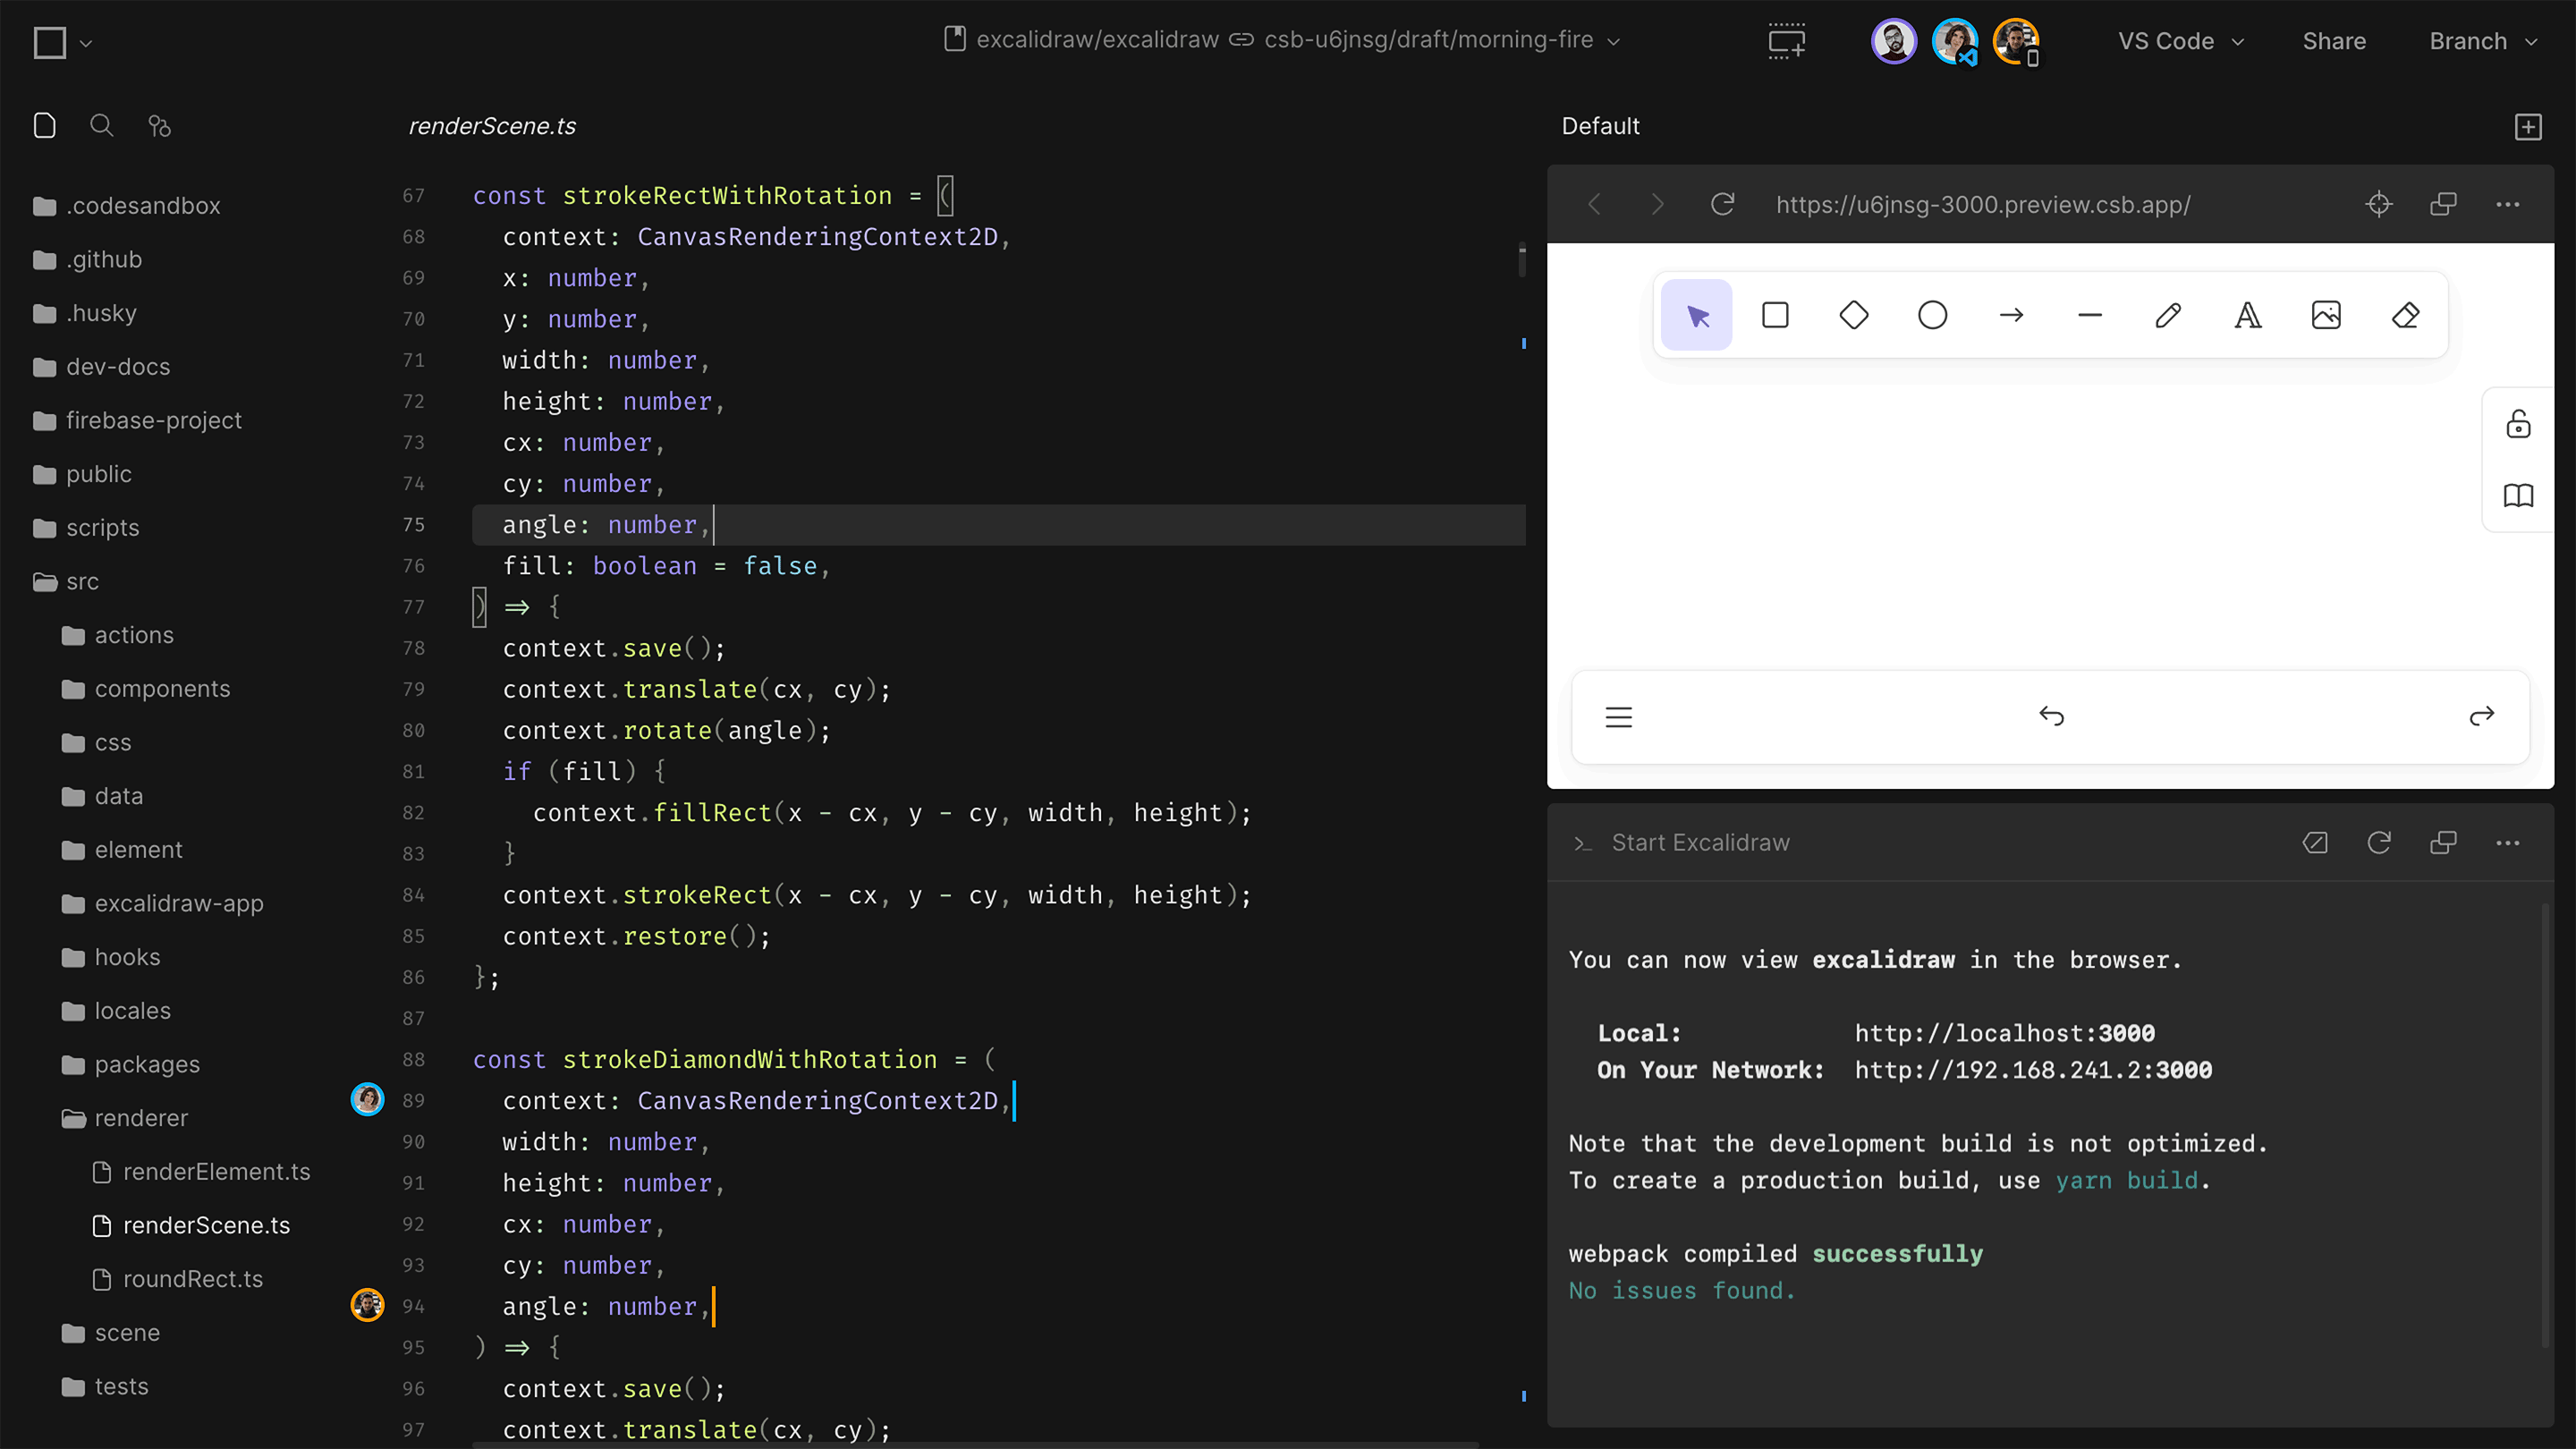 excalidraw/excalidraw csb-u6jnsg/draft/morning-fire
VS Code Share Branch
renderScene.ts
.codesandbox
.github
.husky
dev-docs
firebase-project
public
scripts
src
actions
components
css
data
element
excalidraw-app
hooks
locales
packages
renderer
renderElement.ts
renderScene.ts
roundRect.ts
scene
tests
67 const strokeRectWithRotation = (
68 context: CanvasRenderingContext2D,
69 x: number,
70 y: number,
71 width: number,
72 height: number,
73 cx: number,
74 cy: number,
75 angle: number,
76 fill: boolean = false,
77 ) => {
78 context.save();
79 context.translate(cx, cy);
80 context.rotate(angle);
81 if (fill) {
82 context.fillRect(x - cx, y - cy, width, height);
83 }
84 context.strokeRect(x - cx, y - cy, width, height);
85 context.restore();
86 };
87
88 const strokeDiamondWithRotation = (
89 context: CanvasRenderingContext2D,
90 width: number,
91 height: number,
92 cx: number,
93 cy: number,
94 angle: number,
95 ) => {
96 context.save();
97 context.translate(cx, cy);
Default
https://u6jnsg-3000.preview.csb.app/
A
Start Excalidraw
You can now view excalidraw in the browser.
Local: http://localhost:3000
On Your Network: http://192.168.241.2:3000
Note that the development build is not optimized.
To create a production build, use yarn build.
webpack compiled successfully
No issues found.